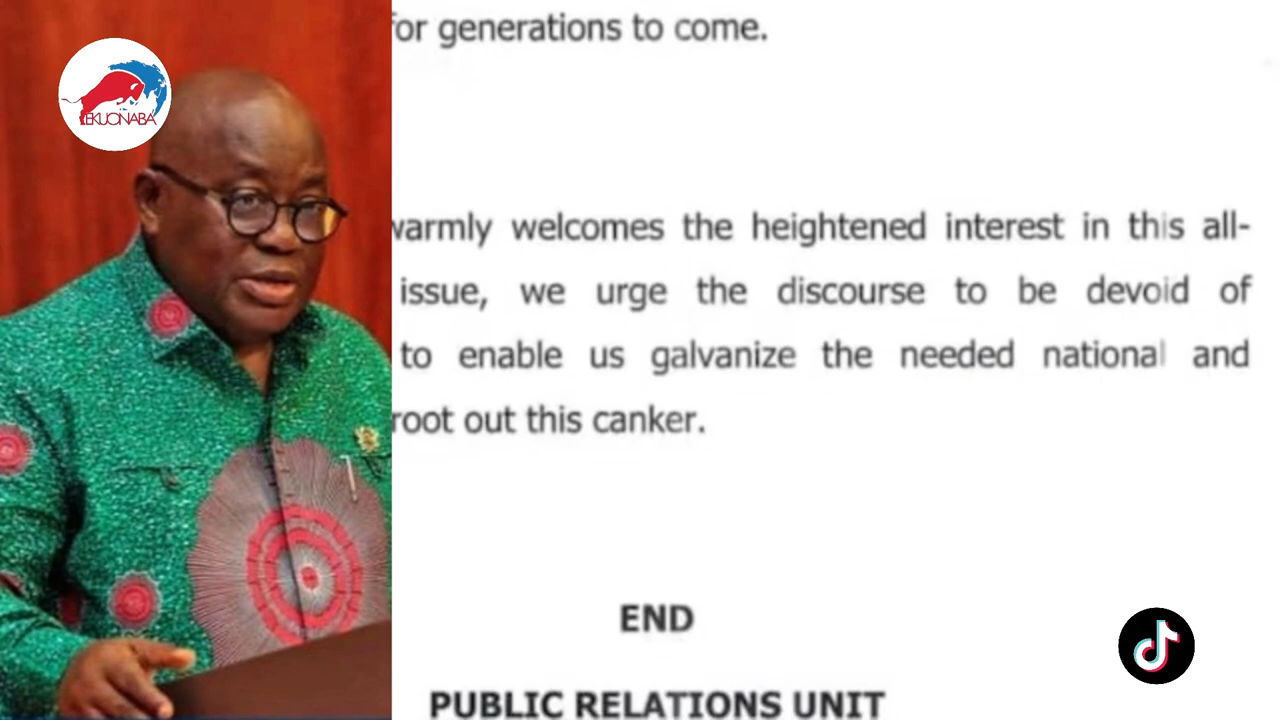 EKUONABA
for generations to come.
warmly welcomes the heightened interest in this all-
issue, we urge the discourse to be devoid of
to enable us galvanize the needed national and
root out this canker.
END
PUBLIC RELATIONS UNIT